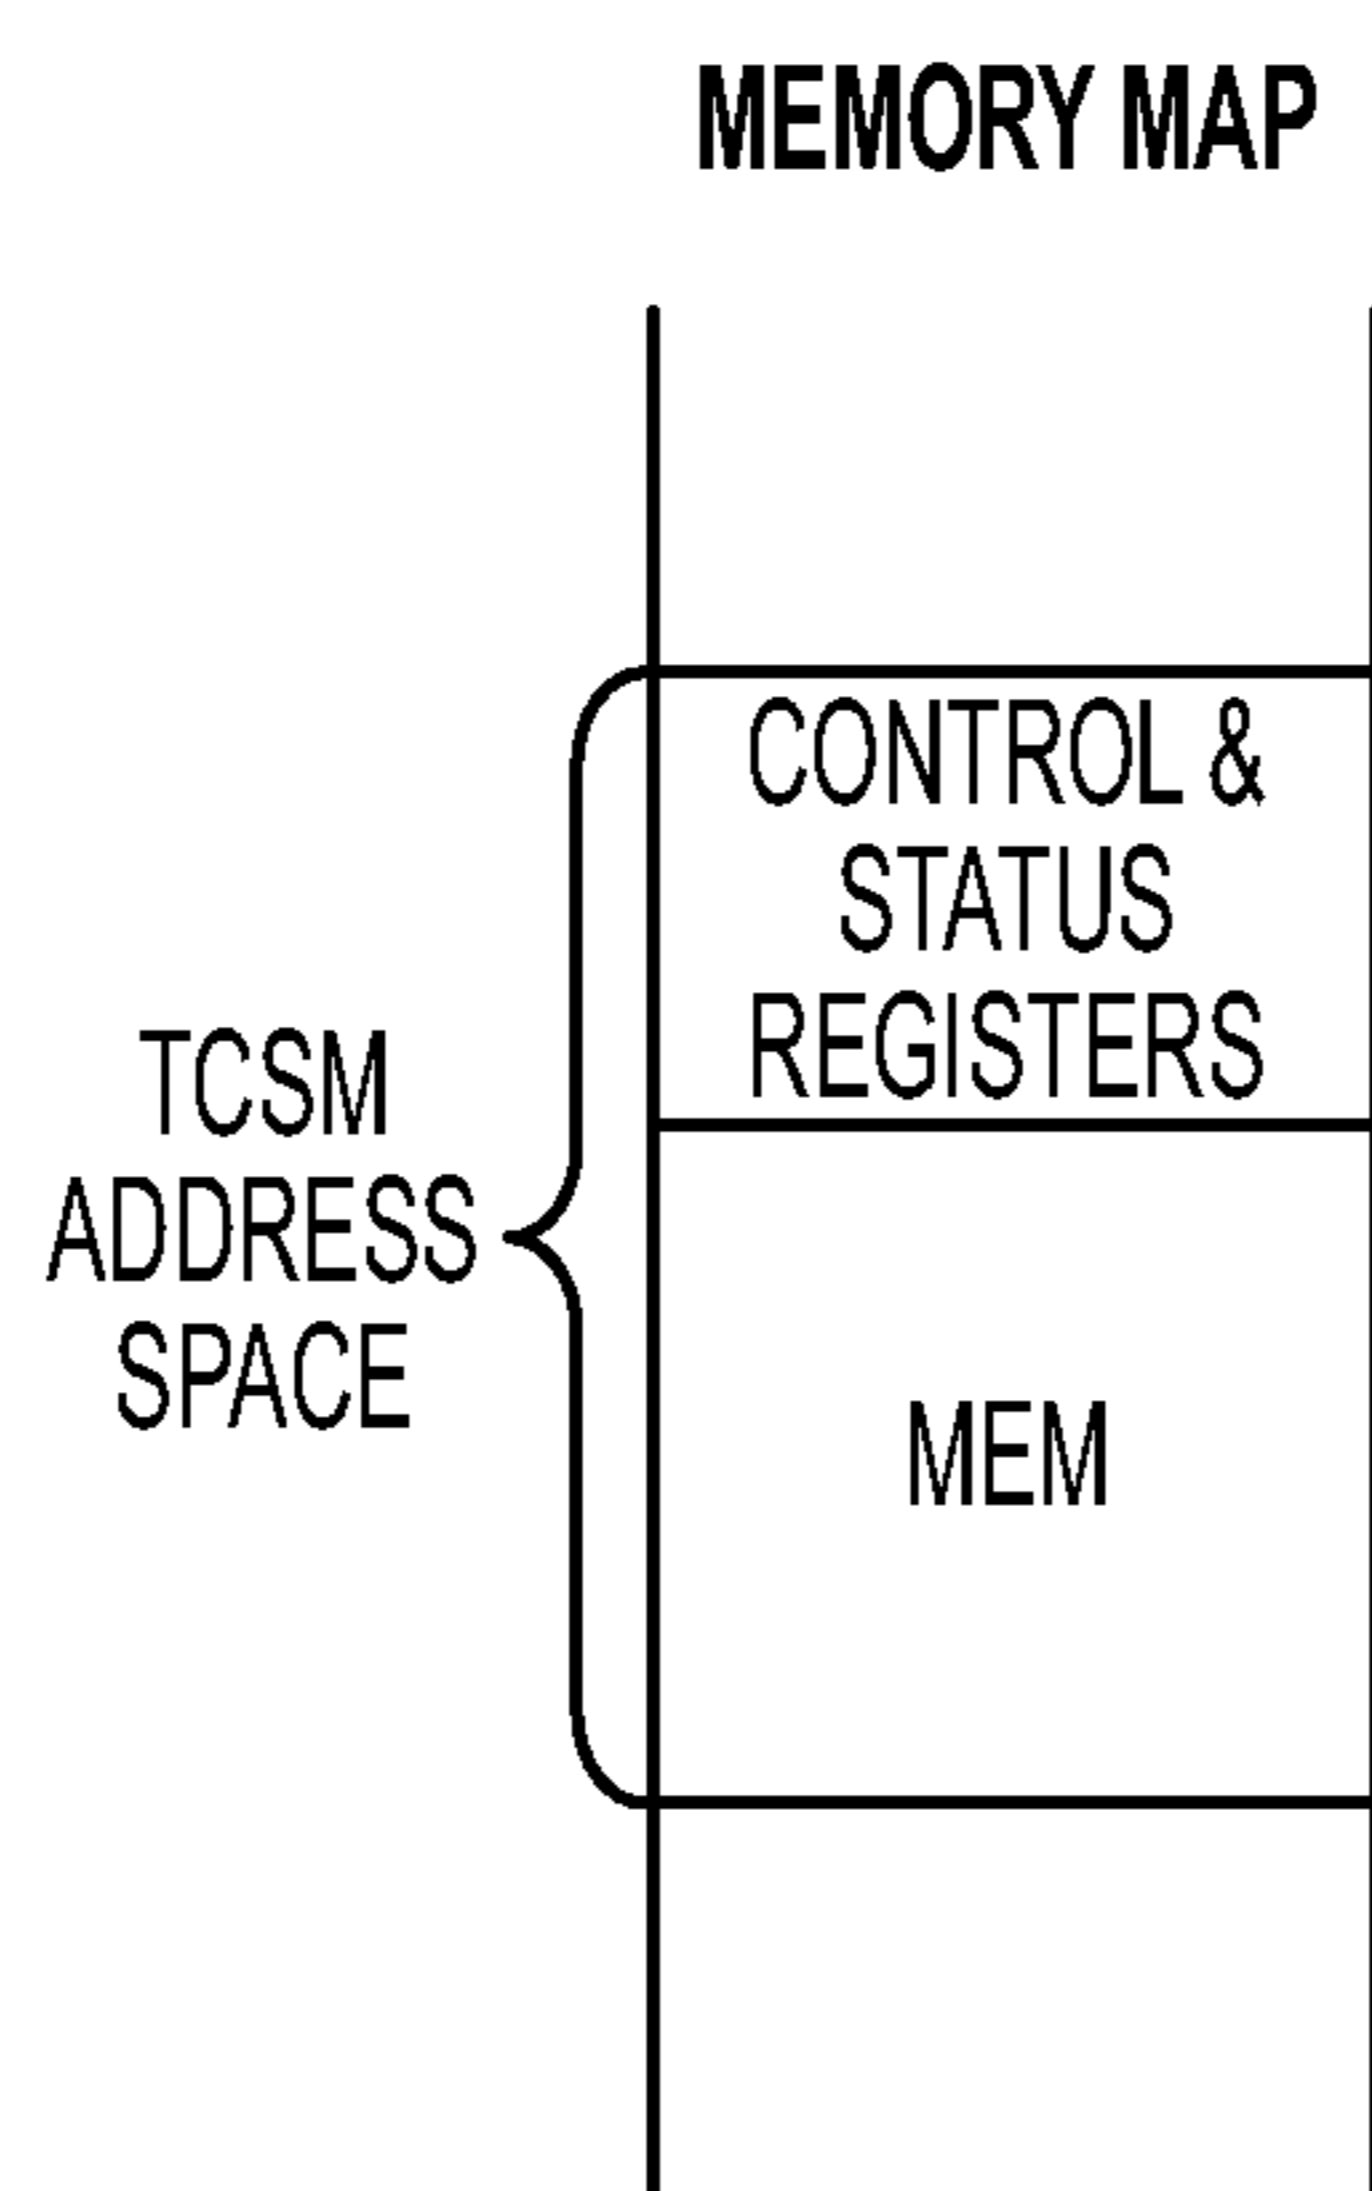 MEMORY MAP
CONTROL &
STATUS
REGISTERS
TCSM
ADDRESS
SPACE
MEM